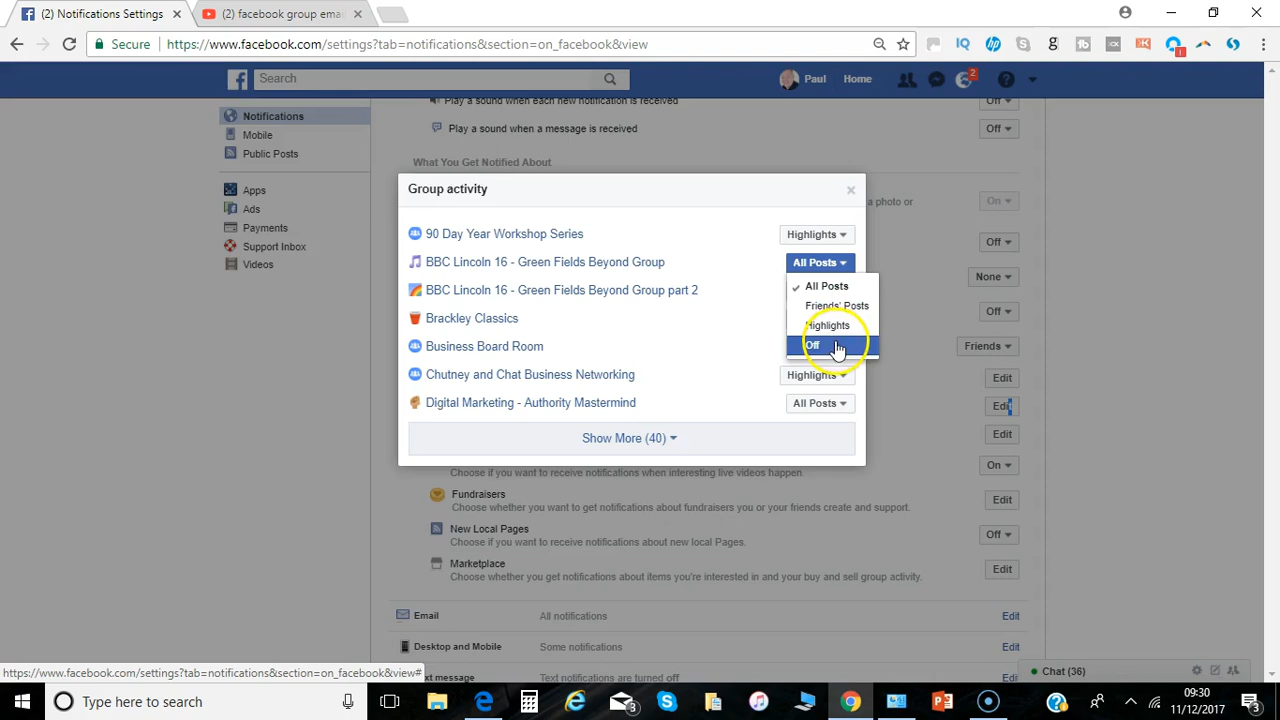 (2) Notifications Settings
(2) facebook group emai
Secure
https://www.facebook.com/settings?tab=notifications&section=on_facebook&view
Search
Paul
Home
2
Notifications
Mobile
Public Posts
Apps
Ads
Payments
Support Inbox
Videos
Play a sound when each new notification is received
Off
Play a sound when a message is received
Off
What You Get Notified About
a photo or
On
Off
None
Off
Friends
Edit
Edit
Edit
Group activity
90 Day Year Workshop Series
Highlights
BBC Lincoln 16 - Green Fields Beyond Group
All Posts
All Posts
Friends' Posts
Highlights
Off
BBC Lincoln 16 - Green Fields Beyond Group part 2
Brackley Classics
Business Board Room
Chutney and Chat Business Networking
Highlights
Digital Marketing - Authority Mastermind
All Posts
Show More (40)
On
Choose if you want to receive notifications when interesting live videos happen.
Fundraisers
Choose whether you want to get notifications about fundraisers you or your friends create and support.
Edit
New Local Pages
Choose if you want to receive notifications about new local Pages.
Off
Marketplace
Choose whether you get notifications about items you're interested in and your buy and sell group activity.
Edit
Email
All notifications
Edit
Desktop and Mobile
Some notifications
Edit
Text message
Text notifications are turned off
Edit
https://www.facebook.com/settings?tab=notifications&section=on_facebook&view#
Chat (36)
Type here to search
3
09:30
11/12/2017
3